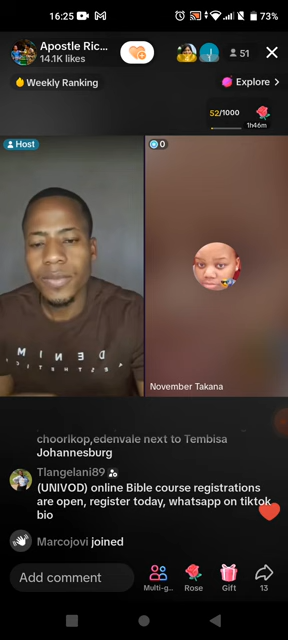 16:25
73%
Apostle Ric...
14.1K likes
51
Weekly Ranking
Explore >
52/1000
1h46m
Host
0
DENIM
AESTHETIC
November Takana
choorlkop,edenvale next to Tembisa
Johannesburg
Tlangelani89
(UNIVOD) online Bible course registrations
are open, register today, whatsapp on tiktok
bio
Marcojovi joined
Add comment
Multi-g...
Rose
Gift
13